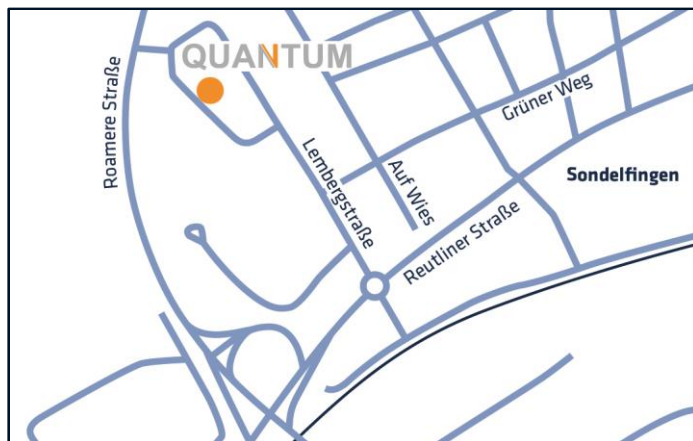 QUANTUM
Roamere Straße
Grüner Weg
Lembergstraße
Auf Wies
Sondelfingen
Reutliner Straße